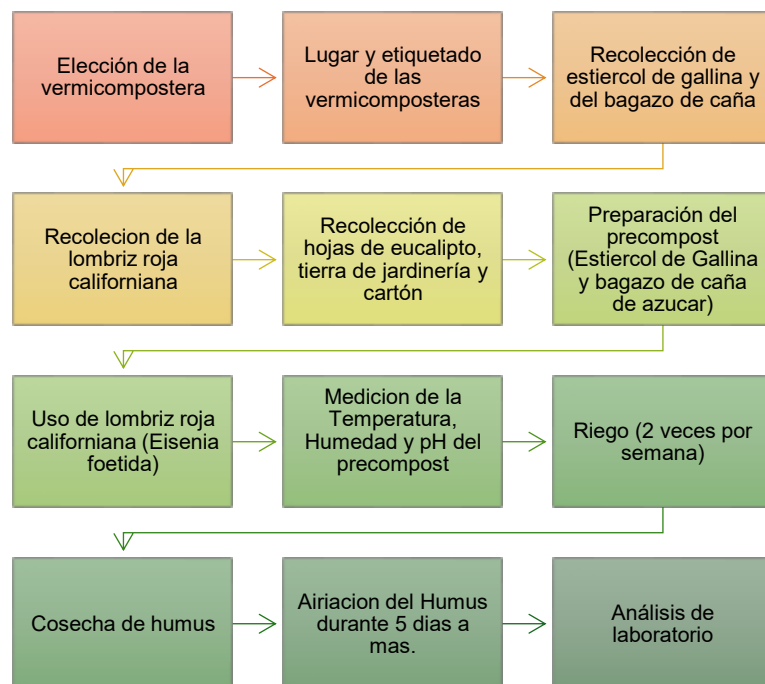 Elección de la
vermicompostera
Lugar y etiquetado
de las
vermicomposteras
Recolección de
estiercol de gallina y
del bagazo de caña
Recolecion de la
lombriz roja
californiana
Recolección de
hojas de eucalipto,
tierra de jardinería y
cartón
Preparación del
precompost
(Estiercol de Gallina
y bagazo de caña
de azucar)
Uso de lombriz roja
californiana (Eisenia
foetida)
Medicion de la
Temperatura,
Humedad y pH del
precompost
Riego (2 veces por
semana)
Cosecha de humus
Airiacion del Humus
durante 5 dias a
mas.
Análisis de
laboratorio